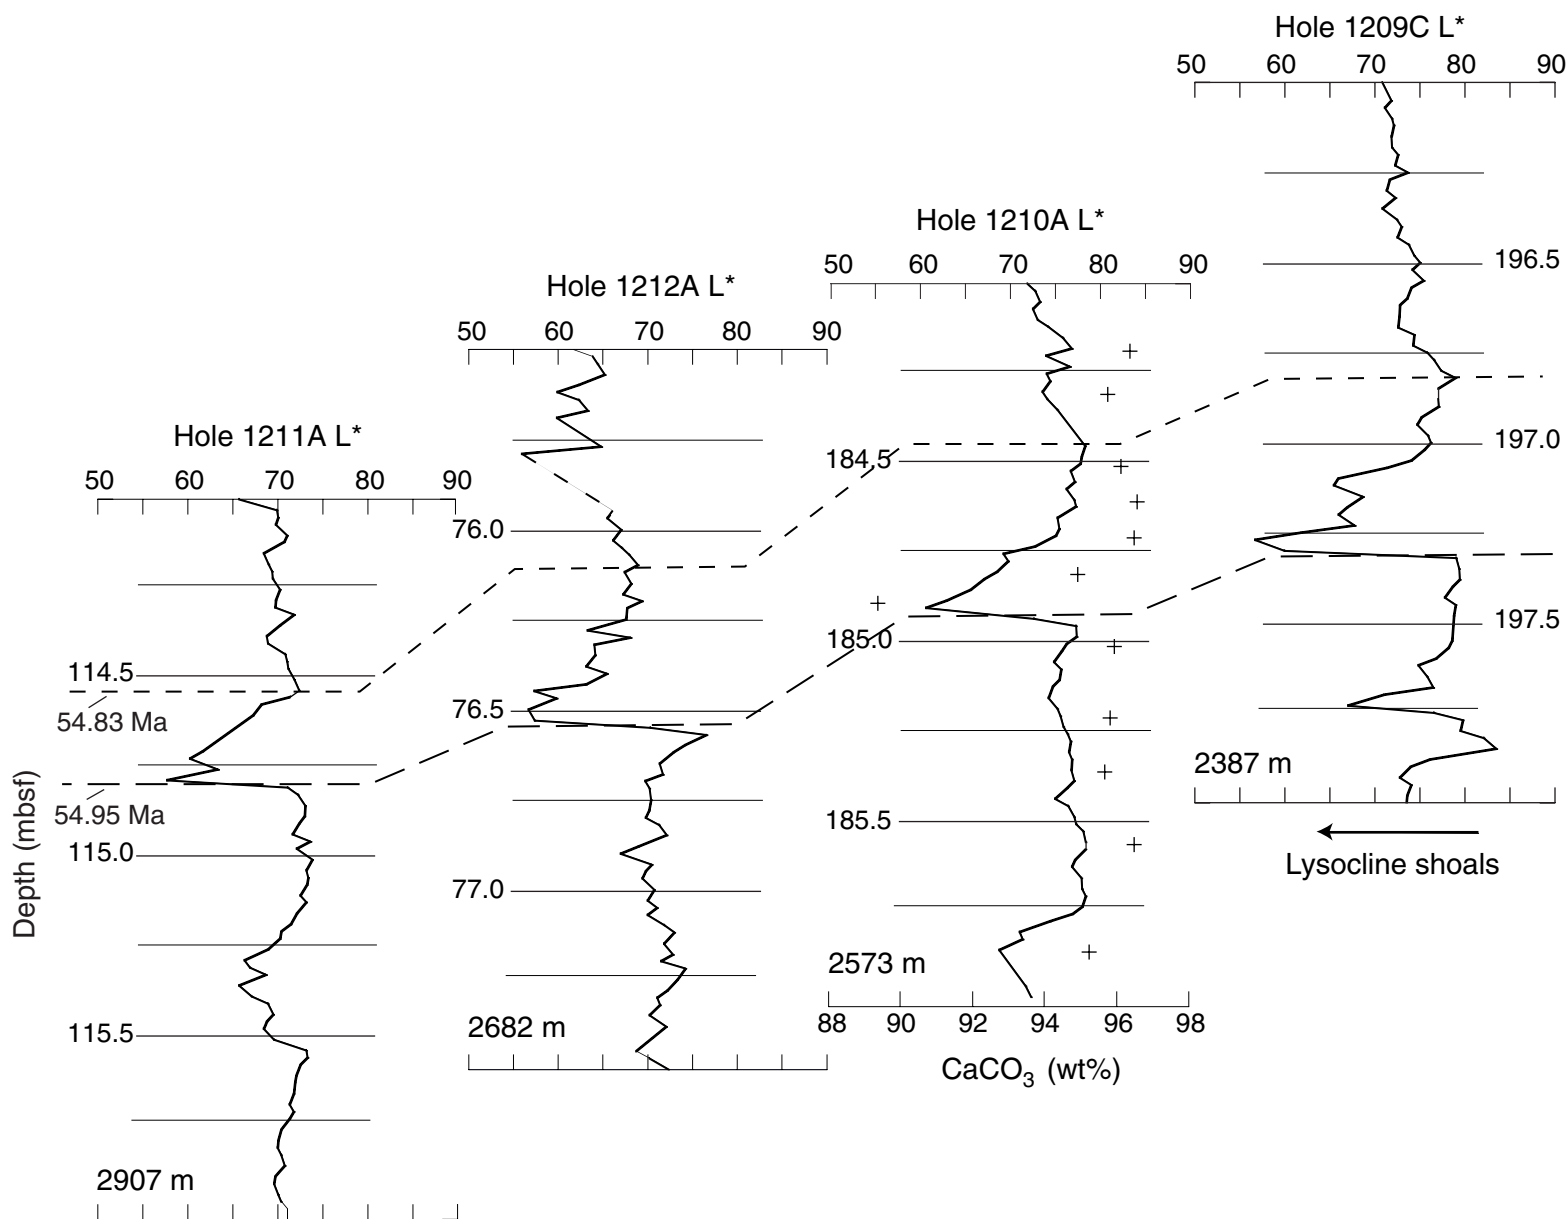 Hole 1209C L*
50 60 70 80 90
196.5
197.0
197.5
2387 m
Lysocline shoals
Hole 1210A L*
50 60 70 80 90
184.5
185.0
185.5
2573 m
88 90 92 94 96 98
CaCO₃ (wt%)
Hole 1212A L*
50 60 70 80 90
76.0
76.5
77.0
2682 m
Hole 1211A L*
50 60 70 80 90
114.5
54.83 Ma
54.95 Ma
115.0
115.5
2907 m
Depth (mbsf)